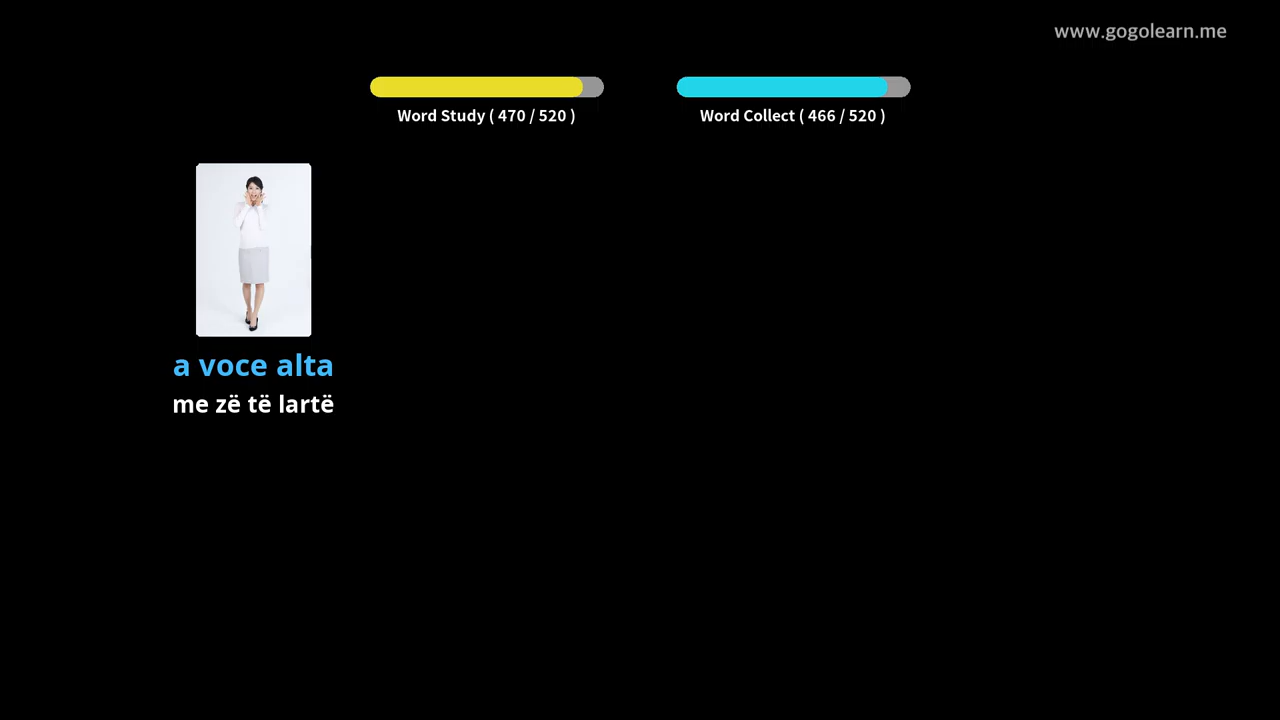 www.gogolearn.me
Word Study ( 470 / 520 )
Word Collect ( 466 / 520 )
a voce alta
me zë të lartë